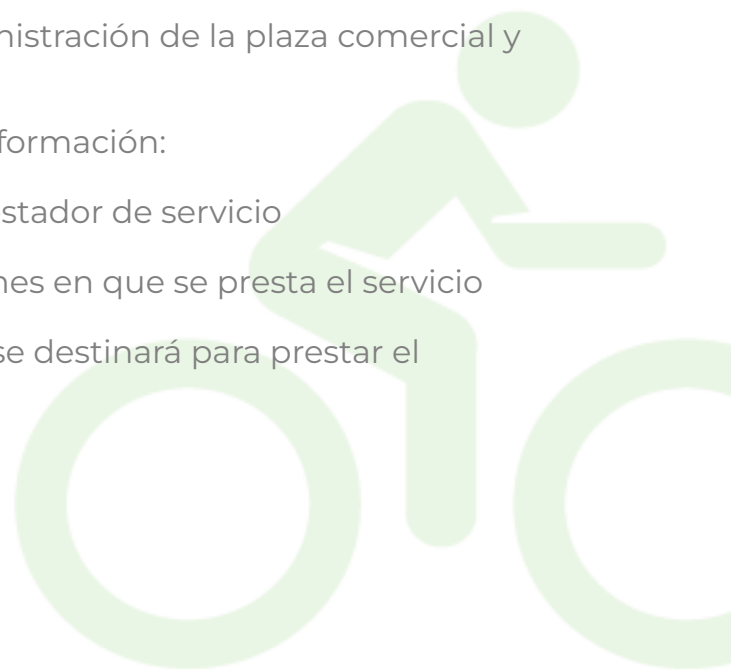 nistración de la plaza comercial y
formación:
stador de servicio
nes en que se presta el servicio
se destinará para prestar el